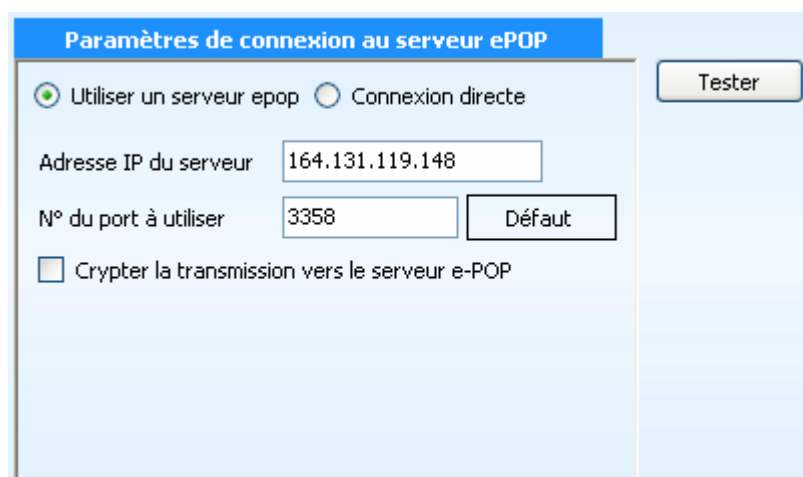 Paramètres de connexion au serveur ePOP
Tester
Utiliser un serveur epop Connexion directe
Adresse IP du serveur 164.131.119.148
N° du port à utiliser 3358 Défaut
Crypter la transmission vers le serveur e-POP